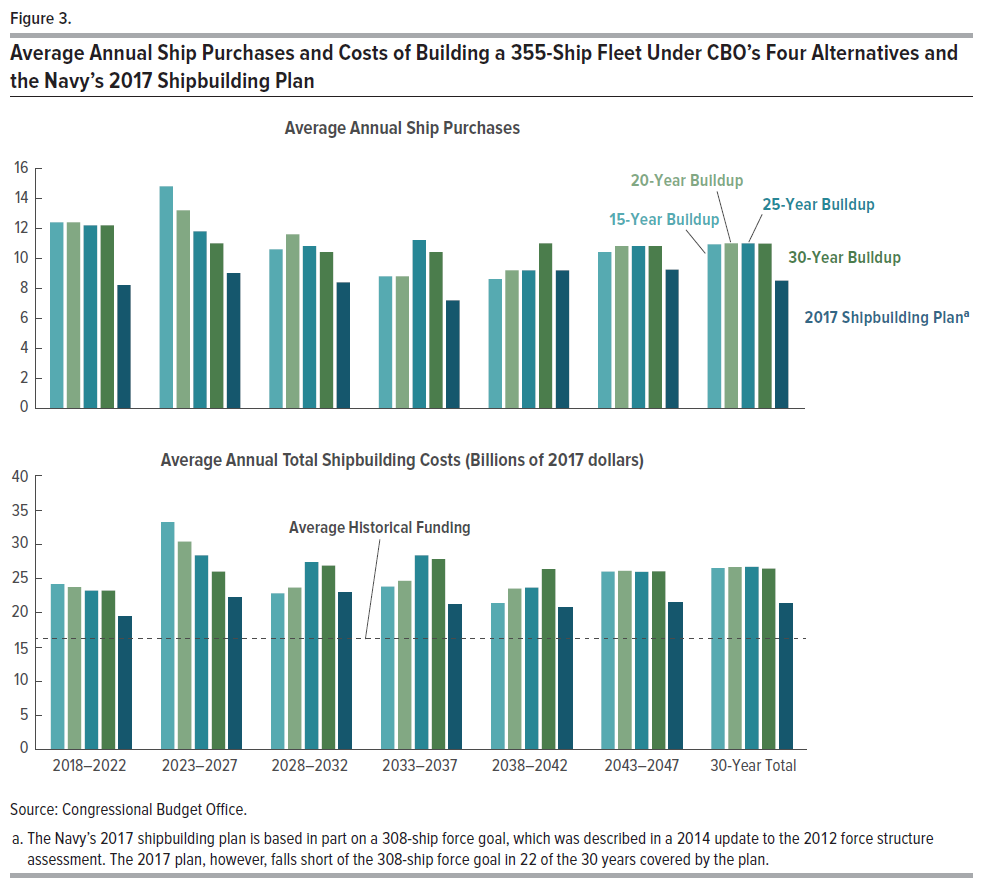 Figure 3.
Average Annual Ship Purchases and Costs of Building a 355-Ship Fleet Under CBO’s Four Alternatives and
the Navy’s 2017 Shipbuilding Plan
Average Annual Ship Purchases
16
14
12
10
8
6
4
2
0
20-Year Buildup
25-Year Buildup
15-Year Buildup
30-Year Buildup
2017 Shipbuilding Planᵃ
Average Annual Total Shipbuilding Costs (Billions of 2017 dollars)
40
35
30
25
20
15
10
5
0
Average Historical Funding
2018–2022 2023–2027 2028–2032 2033–2037 2038–2042 2043–2047 30-Year Total
Source: Congressional Budget Office.
a. The Navy’s 2017 shipbuilding plan is based in part on a 308-ship force goal, which was described in a 2014 update to the 2012 force structure
assessment. The 2017 plan, however, falls short of the 308-ship force goal in 22 of the 30 years covered by the plan.